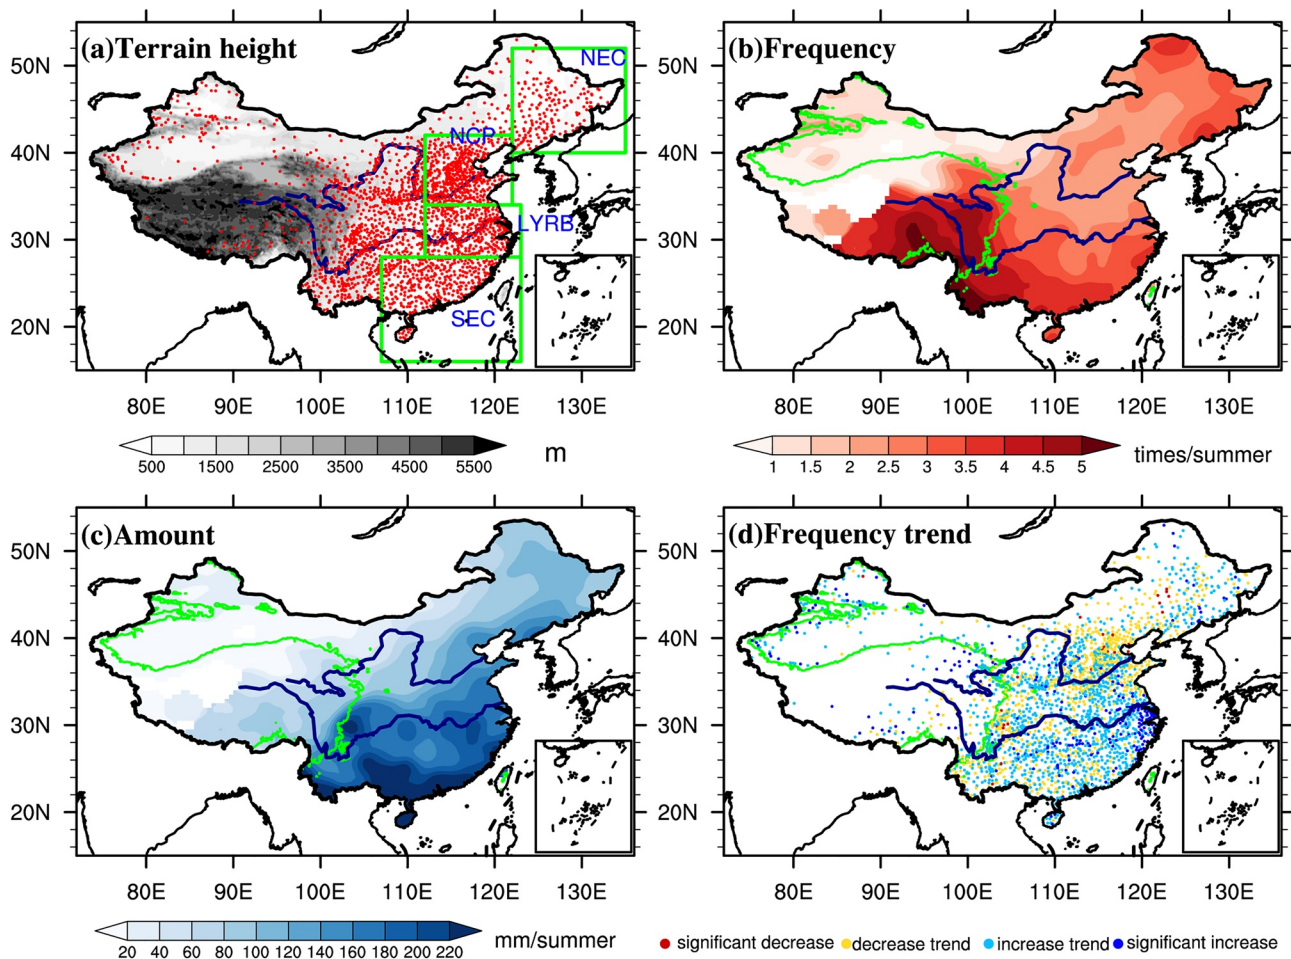 (a)Terrain height
(b)Frequency
NEC
NCP
LYRB
SEC
50N
40N
30N
20N
80E 90E 100E 110E 120E 130E
500 1500 2500 3500 4500 5500
m
50N
40N
30N
20N
80E 90E 100E 110E 120E 130E
1 1.5 2 2.5 3 3.5 4 4.5 5
times/summer
(c)Amount
50N
40N
30N
20N
80E 90E 100E 110E 120E 130E
20 40 60 80 100 120 140 160 180 200 220
mm/summer
(d)Frequency trend
50N
40N
30N
20N
80E 90E 100E 110E 120E 130E
significant decrease decrease trend increase trend significant increase